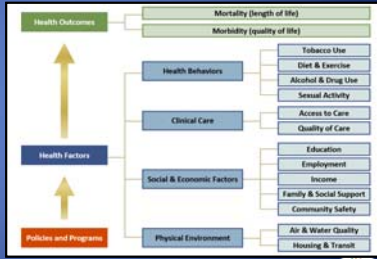 Health Outcomes
Mortality (length of life)
Morbidity (quality of life)
Health Factors
Policies and Programs
Health Behaviors
Tobacco Use
Diet & Exercise
Alcohol & Drug Use
Sexual Activity
Clinical Care
Access to Care
Quality of Care
Social & Economic Factors
Education
Employment
Income
Family & Social Support
Community Safety
Physical Environment
Air & Water Quality
Housing & Transit